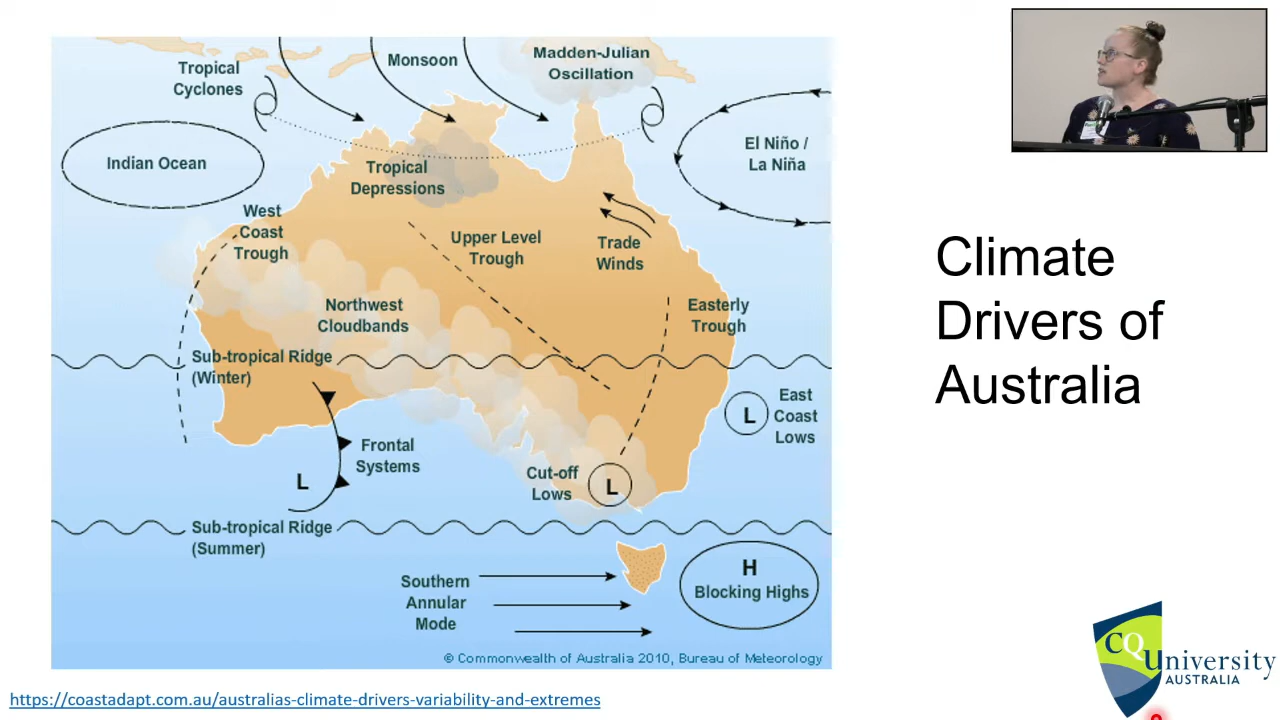 Tropical
Cyclones
Monsoon
Madden-Julian
Oscillation
Indian Ocean
El Niño /
La Niña
Tropical
Depressions
West
Coast
Trough
Upper Level
Trough
Trade
Winds
Northwest
Cloudbands
Easterly
Trough
Sub-tropical Ridge
(Winter)
L
East
Coast
Lows
Frontal
Systems
L
Cut-off
Lows
L
Sub-tropical Ridge
(Summer)
Southern
Annular
Mode
H
Blocking Highs
© Commonwealth of Australia 2010, Bureau of Meteorology
https://coastadapt.com.au/australias-climate-drivers-variability-and-extremes
Climate
Drivers of
Australia
CQUniversity
AUSTRALIA